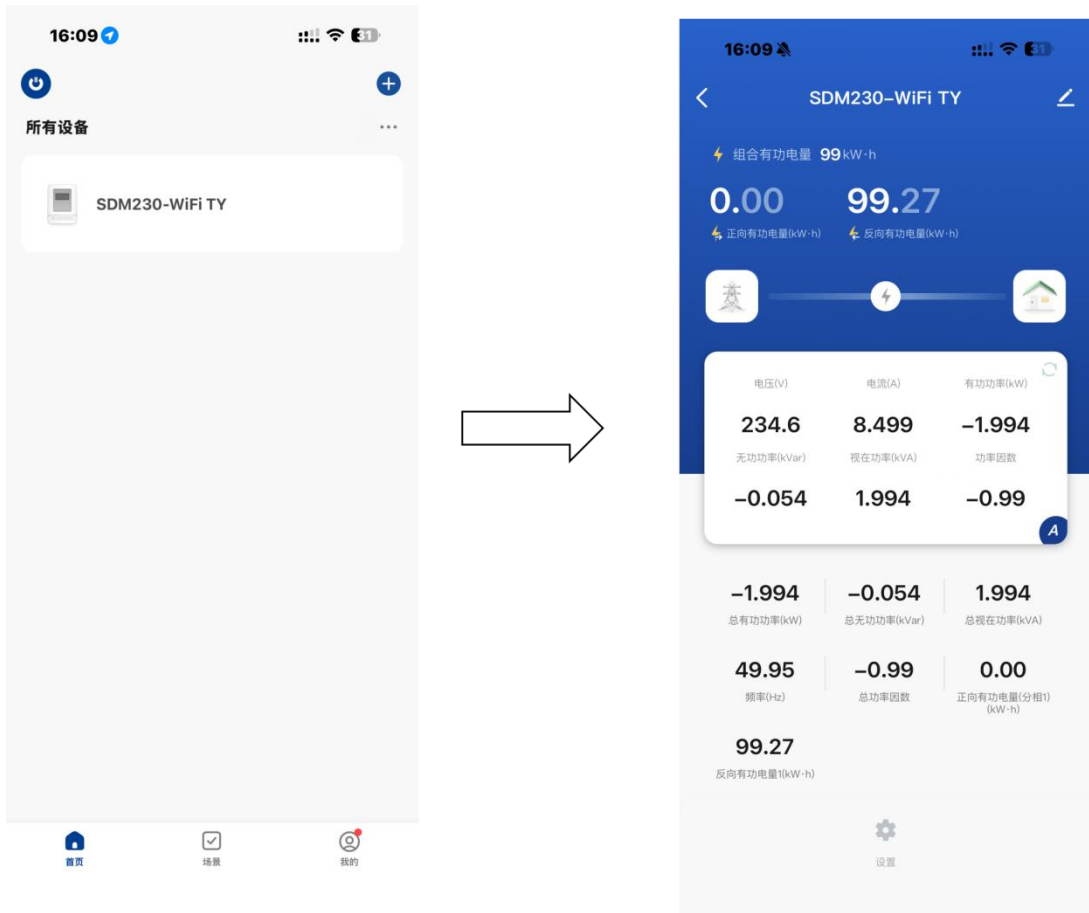 16:09
31
所有设备
SDM230-WiFi TY
首页
场景
我的
16:09
31
SDM230-WiFi TY
组合有功电量 99 kW·h
0.00 99.27
正向有功电量(kW·h) 反向有功电量(kW·h)
电压(V) 电流(A) 有功功率(kW)
234.6 8.499 -1.994
无功功率(kVar) 视在功率(kVA) 功率因数
-0.054 1.994 -0.99
A
-1.994 -0.054 1.994
总有功功率(kW) 总无功功率(kVar) 总视在功率(kVA)
49.95 -0.99 0.00
频率(Hz) 总功率因数 正向有功电量(分相1)
(kW·h)
99.27
反向有功电量1(kW·h)
设置